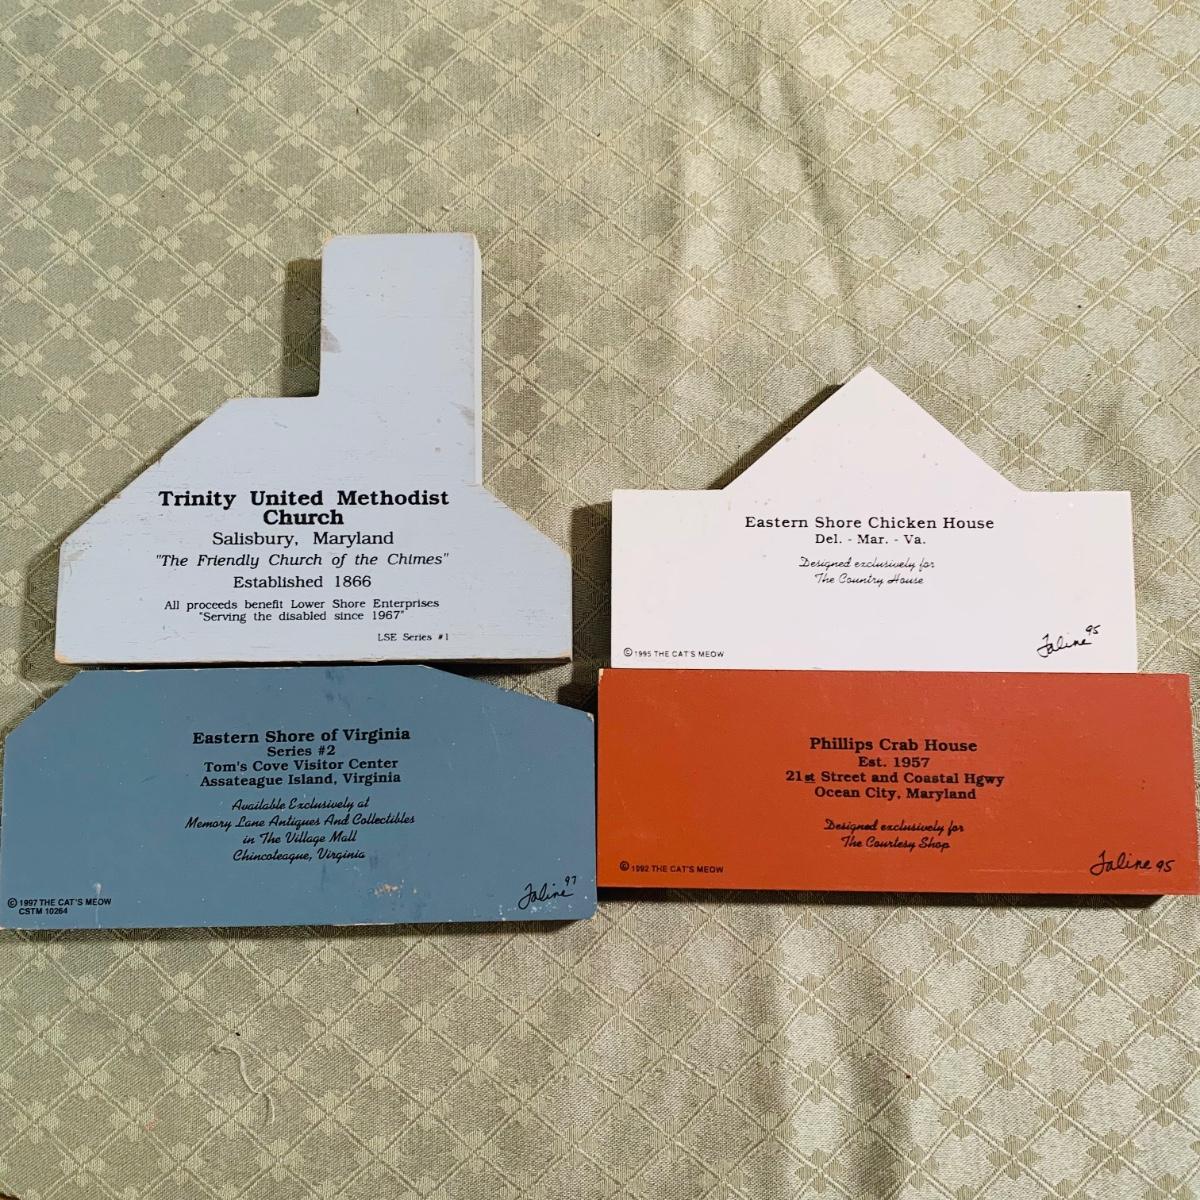 Trinity United Methodist
Church
Salisbury, Maryland
"The Friendly Church of the Chimes"
Established 1866
All proceeds benefit Lower Shore Enterprises
"Serving the disabled since 1967"
LSE Series #1
Eastern Shore Chicken House
Del. - Mar. - Va.
Designed exclusively for
The Country House
© 1995 THE CAT'S MEOW
Faline 95
Eastern Shore of Virginia
Series #2
Tom's Cove Visitor Center
Assateague Island, Virginia
Available Exclusively at
Memory Lane Antiques And Collectibles
in The Village Mall
Chincoteague, Virginia
© 1997 THE CAT'S MEOW
CSTM 10264
Faline 97
Phillips Crab House
Est. 1957
21st Street and Coastal Hgwy
Ocean City, Maryland
Designed exclusively for
The Courtesy Shop
© 1992 THE CAT'S MEOW
Faline 95